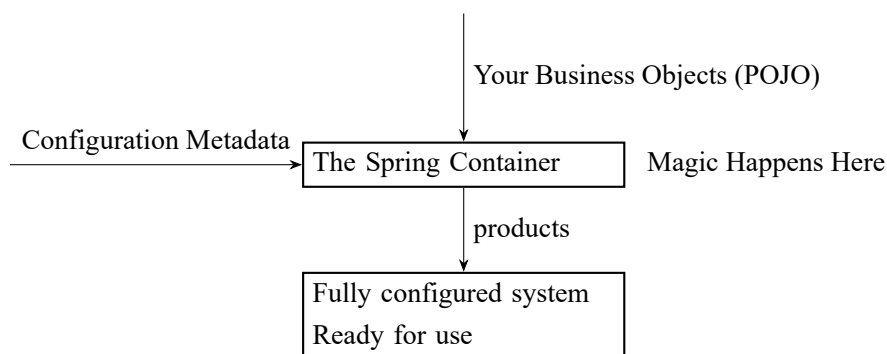 Your Business Objects (POJO)
Configuration Metadata
The Spring Container
Magic Happens Here
products
Fully configured system
Ready for use